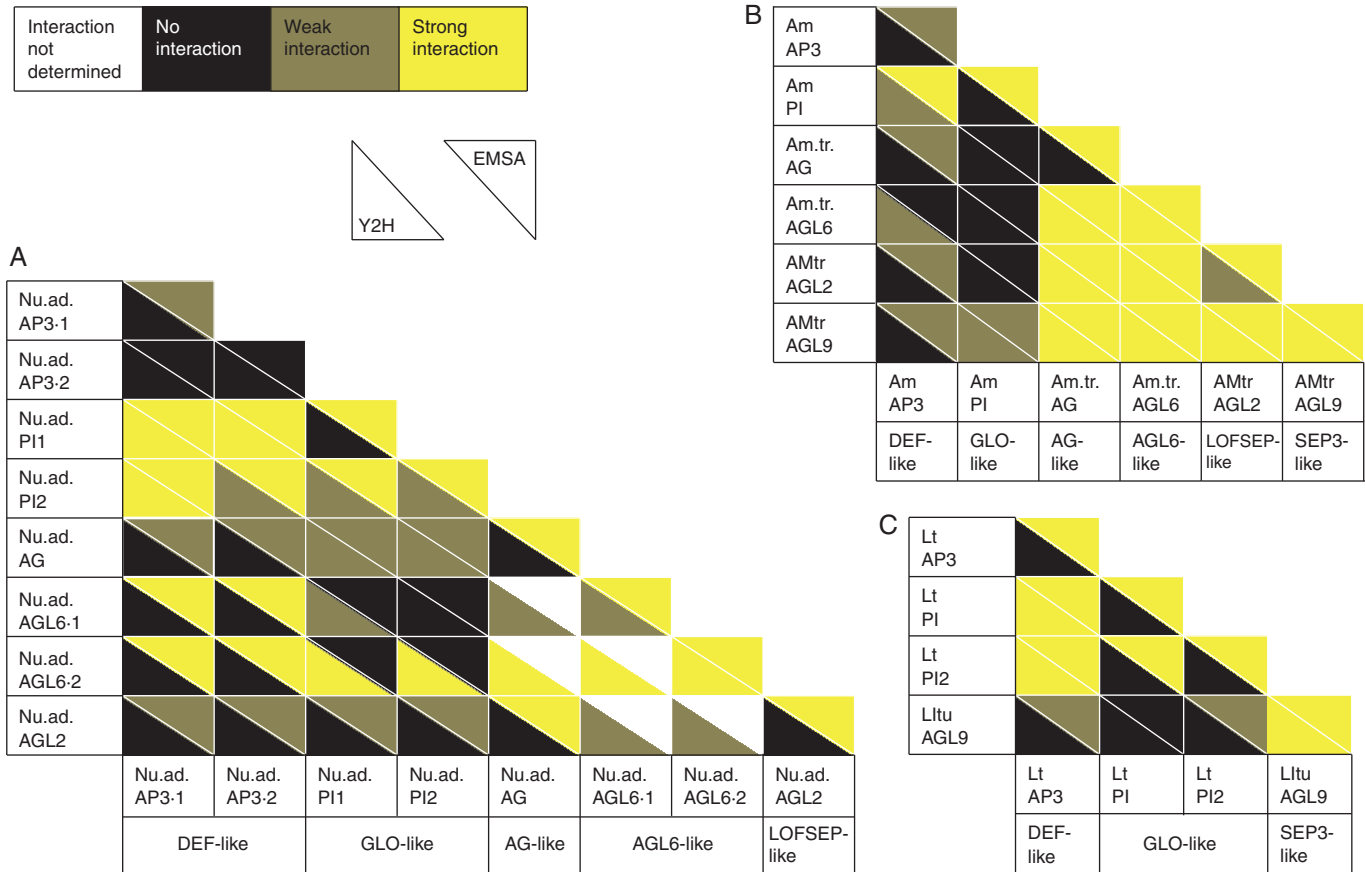 Interaction
not
determined
No
interaction
Weak
interaction
Strong
interaction
Y2H
EMSA
A
Nu.ad.
AP3·1
Nu.ad.
AP3·2
Nu.ad.
PI1
Nu.ad.
PI2
Nu.ad.
AG
Nu.ad.
AGL6·1
Nu.ad.
AGL6·2
Nu.ad.
AGL2
Nu.ad. Nu.ad. Nu.ad. Nu.ad. Nu.ad. Nu.ad. Nu.ad. Nu.ad.
AP3·1 AP3·2 PI1 PI2 AG AGL6·1 AGL6·2 AGL2
DEF-like GLO-like AG-like AGL6-like LOFSEP-
like
B
Am
AP3
Am
PI
Am.tr.
AG
Am.tr.
AGL6
AMtr
AGL2
AMtr
AGL9
Am Am Am.tr. Am.tr. AMtr AMtr
AP3 PI AG AGL6 AGL2 AGL9
DEF- GLO- AG- AGL6- LOFSEP- SEP3-
like like like like like like
C
Lt
AP3
Lt
PI
Lt
PI2
LItu
AGL9
Lt Lt Lt LItu
AP3 PI PI2 AGL9
DEF- GLO-like SEP3-
like like